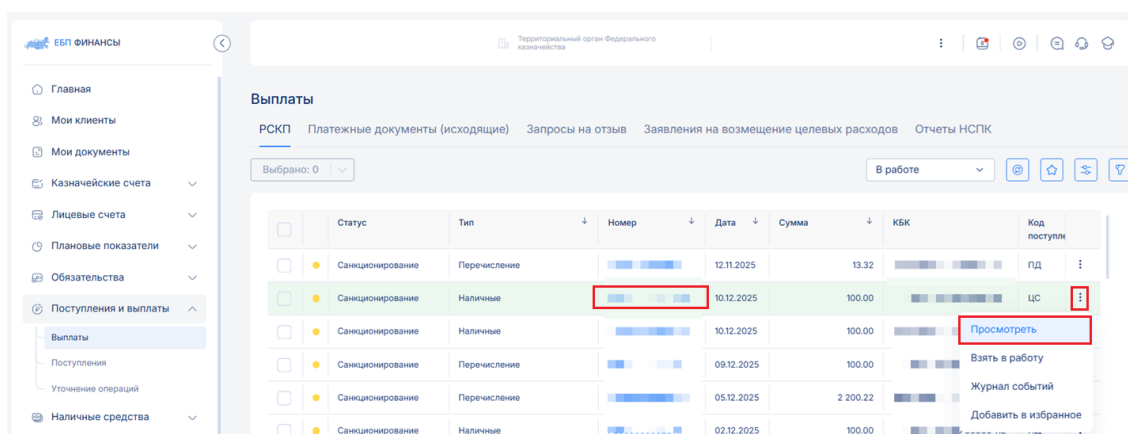 ЕБП ФИНАНСЫ
Территориальный орган Федерального
казначейства
Главная
Мои клиенты
Мои документы
Казначейские счета
Лицевые счета
Плановые показатели
Обязательства
Поступления и выплаты
Выплаты
Поступления
Уточнение операций
Наличные средства
Выплаты
РСКП Платежные документы (исходящие) Запросы на отзыв Заявления на возмещение целевых расходов Отчеты НСПК
Выбрано: 0 В работе
Статус Тип Номер Дата Сумма КБК Код
поступле
Санкционирование Перечисление 12.11.2025 13.32 ПД
Санкционирование Наличные 10.12.2025 100.00 ЦС
Санкционирование Наличные 10.12.2025 100.00
Санкционирование Перечисление 09.12.2025 100.00
Санкционирование Перечисление 05.12.2025 2 200.22
Санкционирование Наличные 02.12.2025 100.00
Просмотреть
Взять в работу
Журнал событий
Добавить в избранное